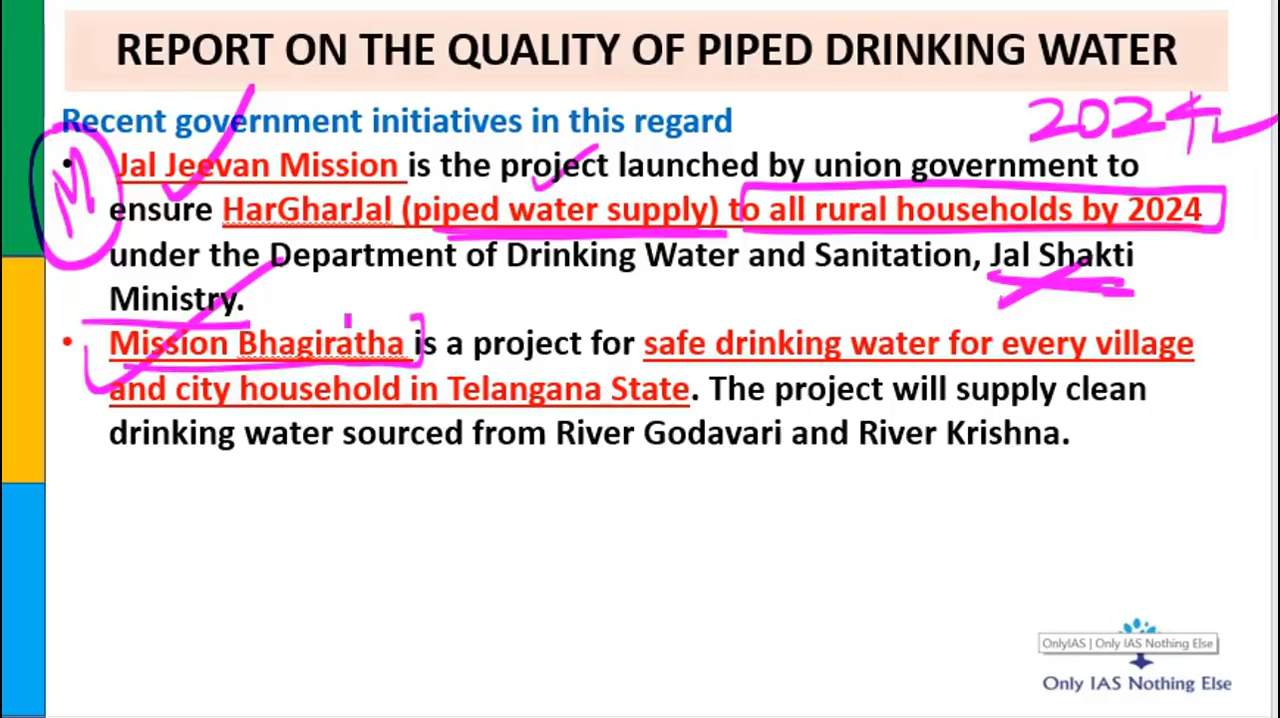 REPORT ON THE QUALITY OF PIPED DRINKING WATER
Recent government initiatives in this regard
2024
M
• Jal Jeevan Mission is the project launched by union government to
ensure HarGharJal (piped water supply) to all rural households by 2024
under the Department of Drinking Water and Sanitation, Jal Shakti
Ministry.
• Mission Bhagiratha is a project for safe drinking water for every village
and city household in Telangana State. The project will supply clean
drinking water sourced from River Godavari and River Krishna.
OnlyIAS | Only IAS Nothing Else
Only IAS Nothing Else